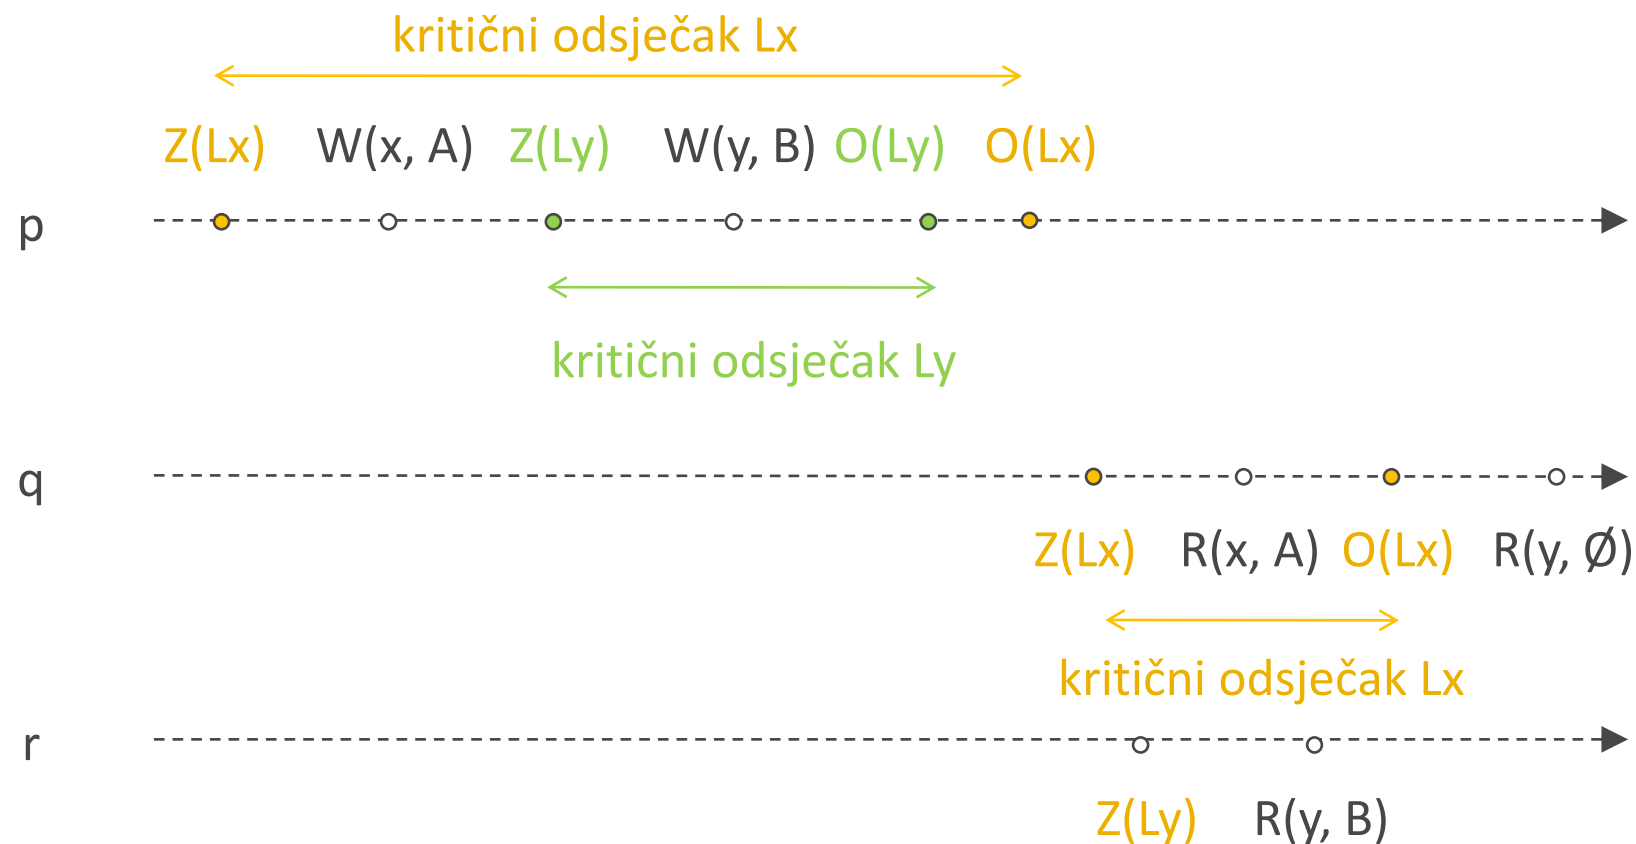 kritični odsječak Lx
Z(Lx) W(x, A) Z(Ly) W(y, B) O(Ly) O(Lx)
p
kritični odsječak Ly
q
Z(Lx) R(x, A) O(Lx) R(y, Ø)
kritični odsječak Lx
r
Z(Ly) R(y, B)